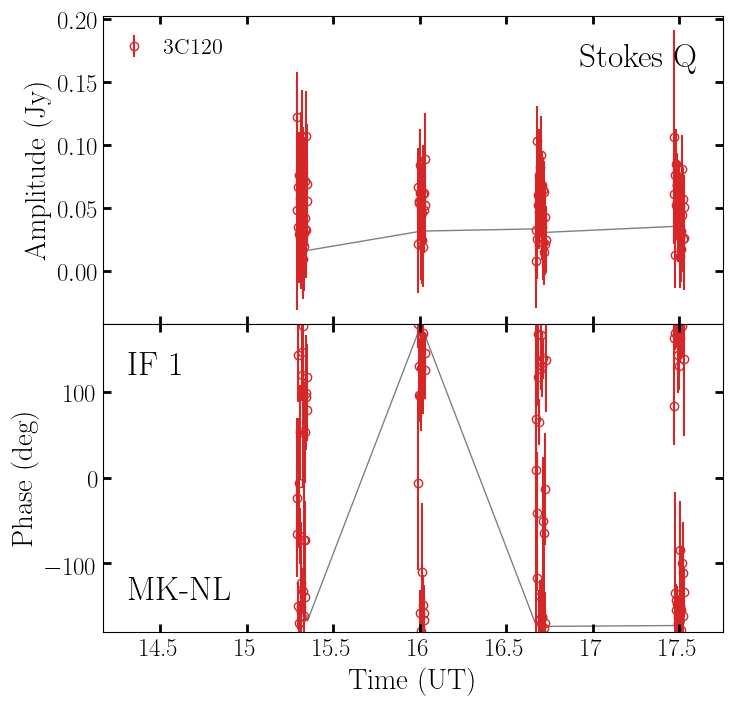 0.20
3C120
Stokes Q
0.15
0.10
0.05
0.00
Amplitude (Jy)
IF 1
100
0
−100
Phase (deg)
MK-NL
14.5 15 15.5 16 16.5 17 17.5
Time (UT)